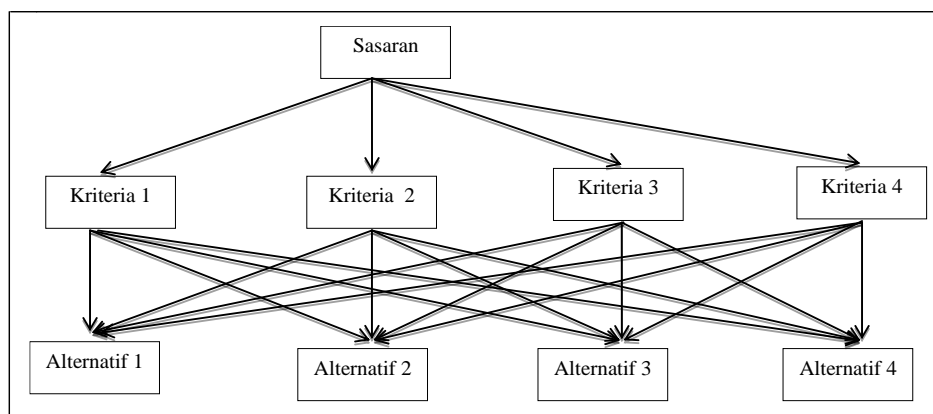 Sasaran
Kriteria 1
Kriteria 2
Kriteria 3
Kriteria 4
Alternatif 1
Alternatif 2
Alternatif 3
Alternatif 4